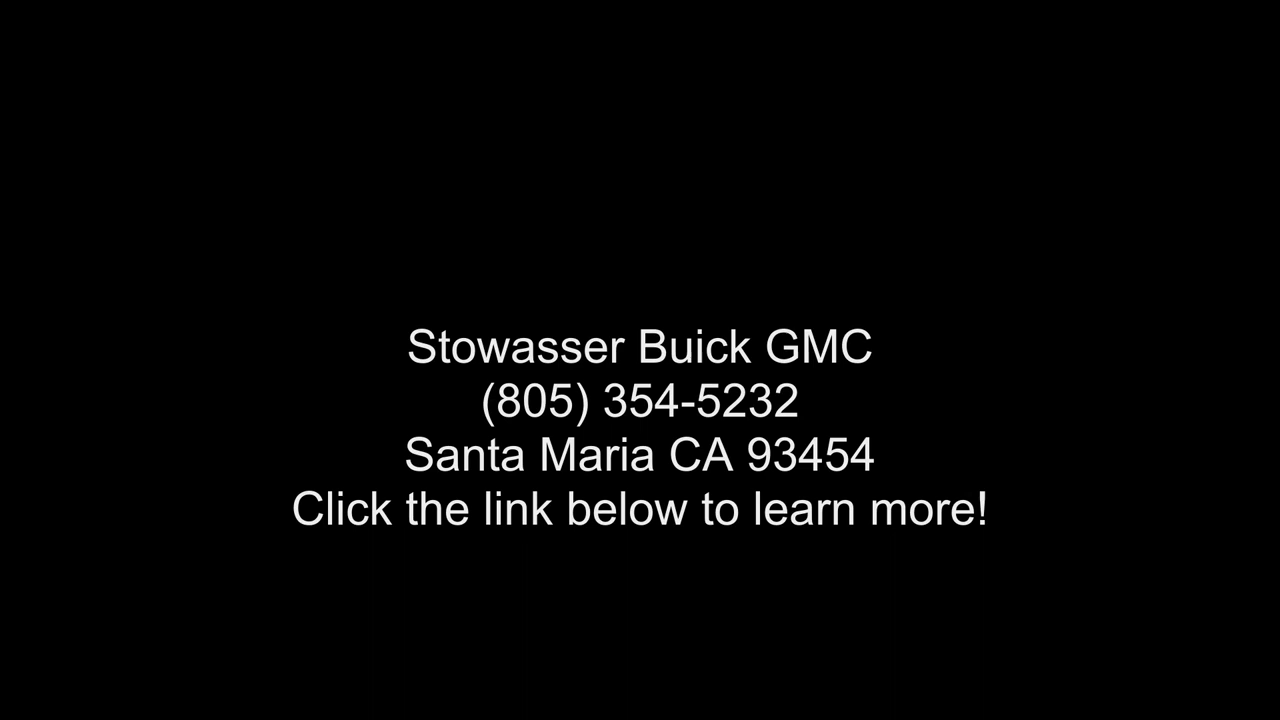 Stowasser Buick GMC
(805) 354-5232
Santa Maria CA 93454
Click the link below to learn more!